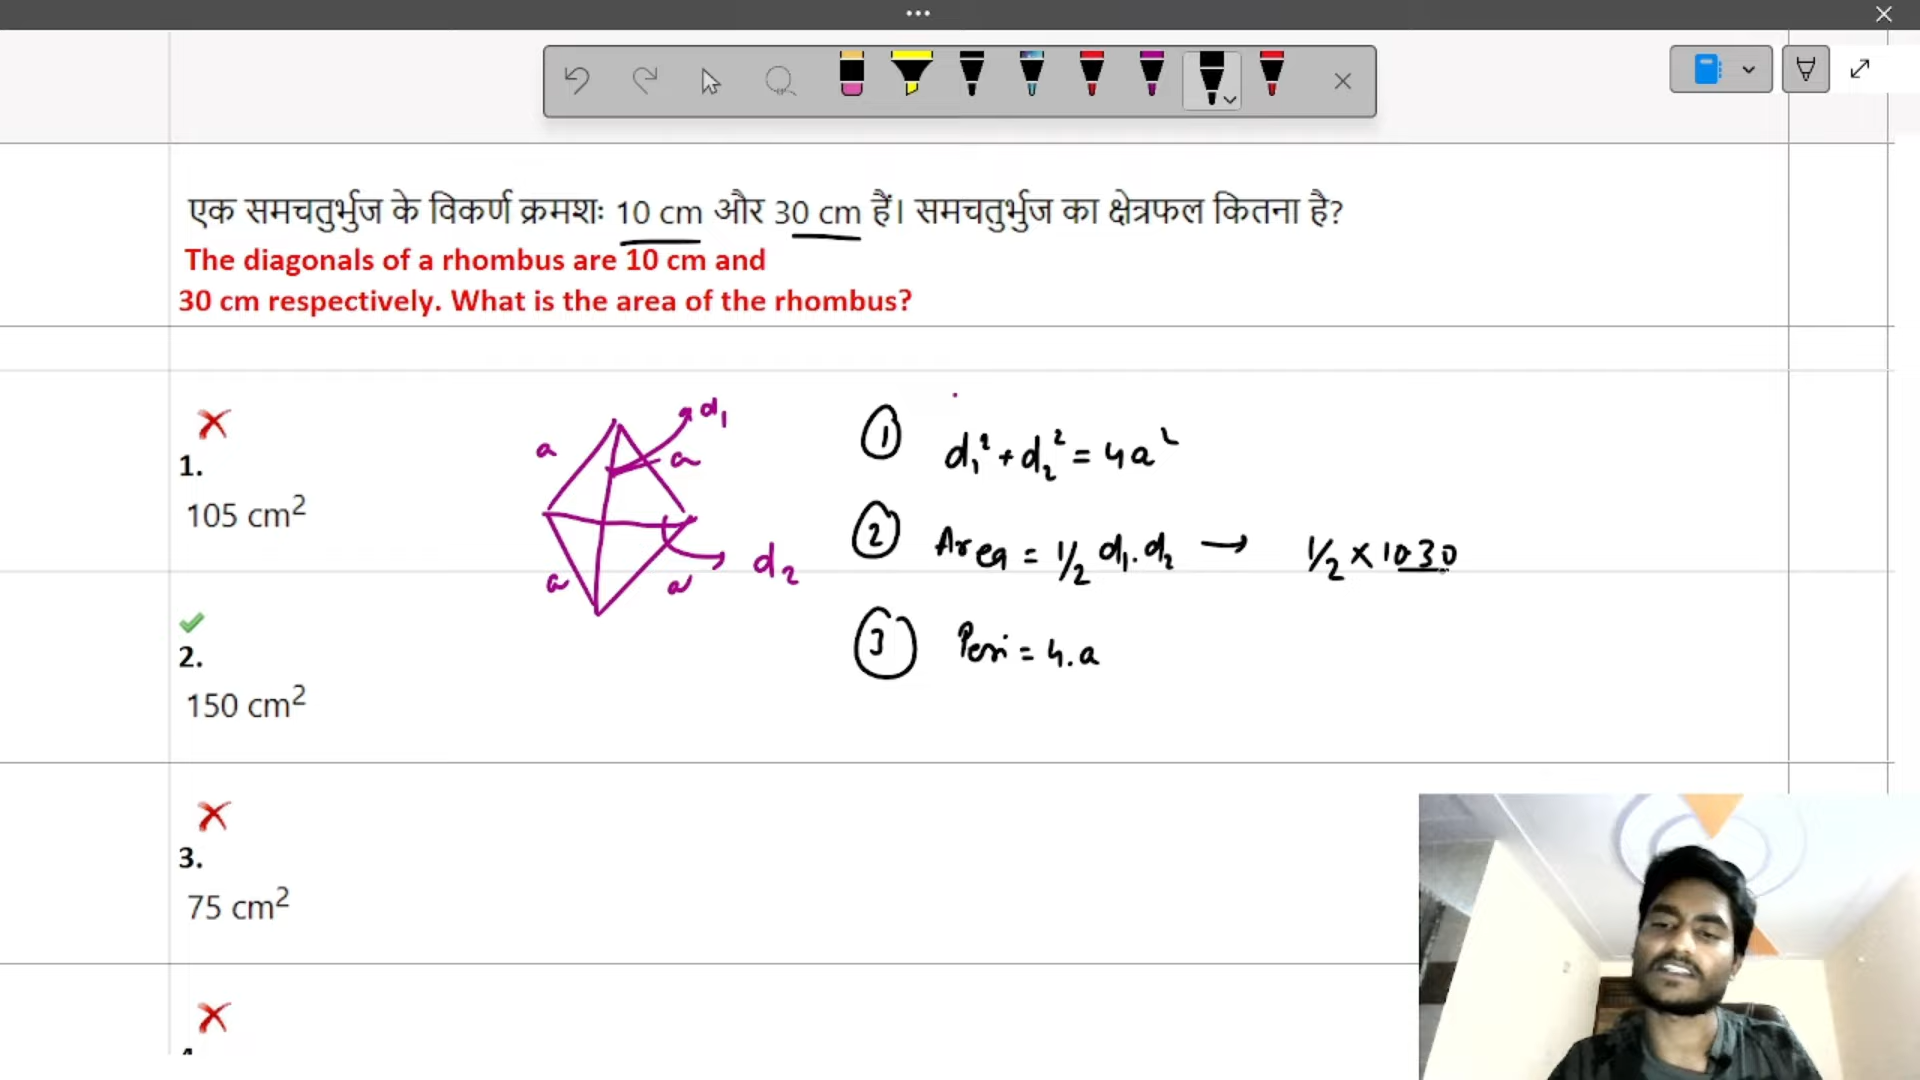 एक समचतुर्भुज के विकर्ण क्रमशः 10 cm और 30 cm हैं। समचतुर्भुज का क्षेत्रफल कितना है?
The diagonals of a rhombus are 10 cm and
30 cm respectively. What is the area of the rhombus?
1.
105 cm²
2.
150 cm²
3.
75 cm²
a
d₁
a
a
a
d₂
① d₁² + d₂² = 4a²
② Area = 1/2 d₁.d₂ → 1/2 × 10 30
③ Peri = 4.a